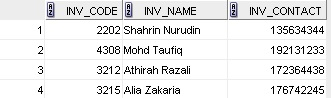 INV_CODE INV_NAME INV_CONTACT
1 2202 Shahrin Nurudin 135634344
2 4308 Mohd Taufiq 192131233
3 3212 Athirah Razali 172364438
4 3215 Alia Zakaria 176742245